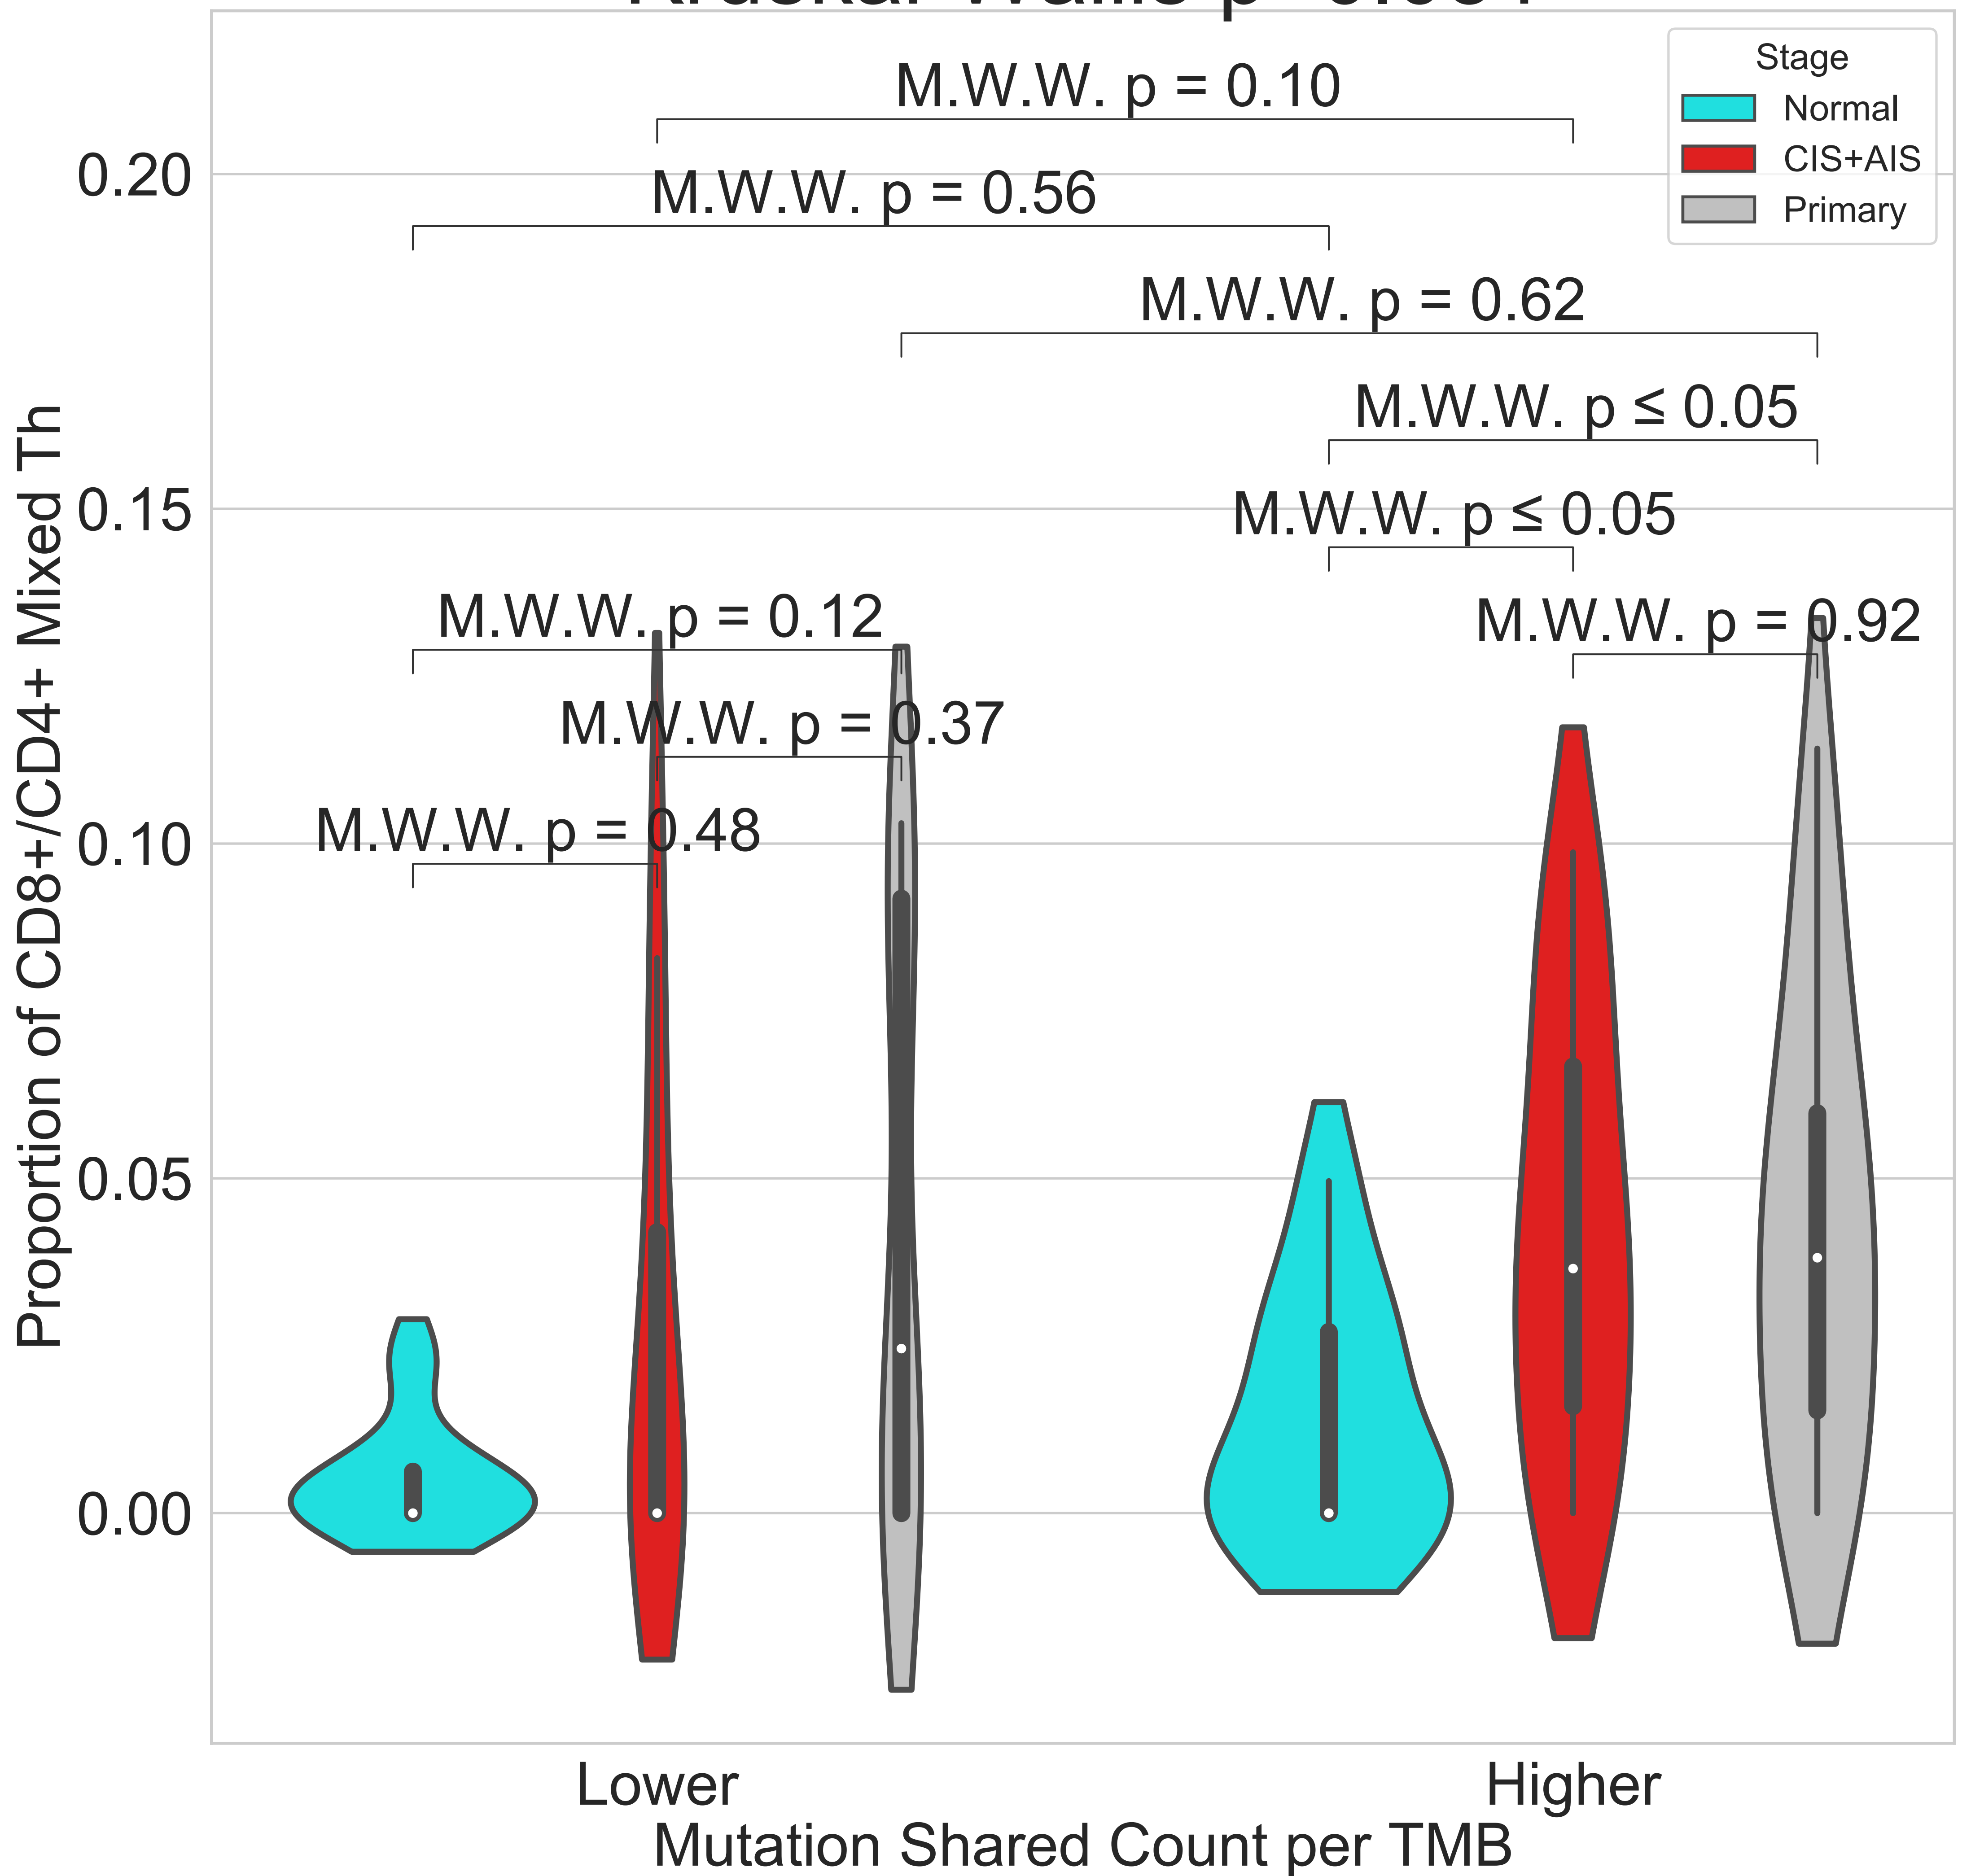 M.W.W. p = 0.10
M.W.W. p = 0.56
M.W.W. p = 0.62
M.W.W. p ≤ 0.05
M.W.W. p ≤ 0.05
M.W.W. p = 0.92
M.W.W. p = 0.12
M.W.W. p = 0.37
M.W.W. p = 0.48
Stage
Normal
CIS+AIS
Primary
Proportion of CD8+/CD4+ Mixed Th
0.20
0.15
0.10
0.05
0.00
Lower
Higher
Mutation Shared Count per TMB